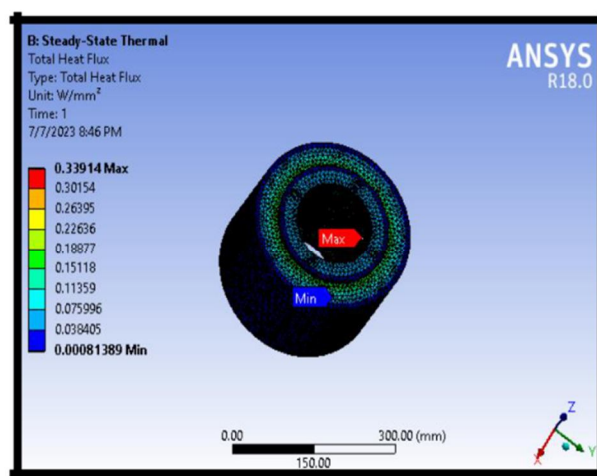 B: Steady-State Thermal
Total Heat Flux
Type: Total Heat Flux
Unit: W/mm²
Time: 1
7/7/2023 8:46 PM
0.33914 Max
0.30154
0.26395
0.22636
0.18877
0.15118
0.11359
0.075996
0.038405
0.00081389 Min
ANSYS
R18.0
Max
Min
0.00
300.00 (mm)
150.00
Z
Y
X